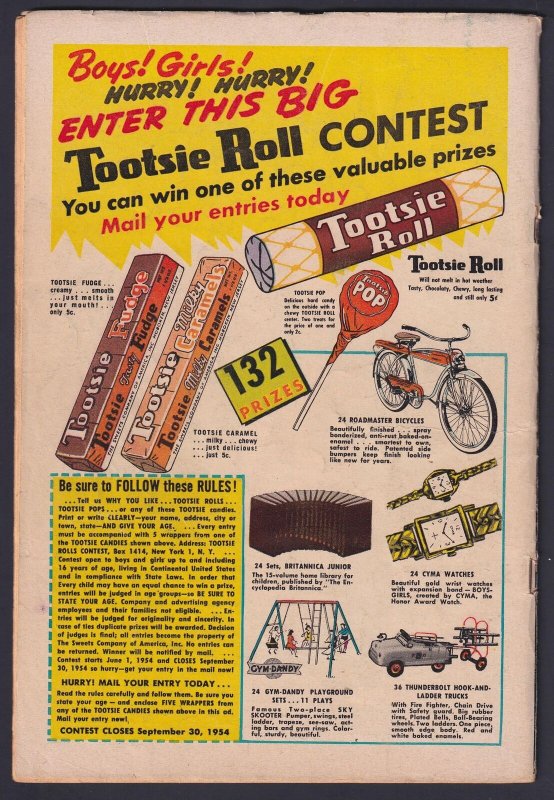 Boys! Girls!
HURRY! HURRY!
ENTER THIS BIG
Tootsie Roll CONTEST
You can win one of these valuable prizes
Mail your entries today
Tootsie
Roll
Tootsie Roll
Will not melt in hot weather
Tasty, Chocolaty, Chewy, long lasting
and still only 5¢
TOOTSIE FUDGE...
creamy...smooth
...just melts in
your mouth!...
only 5c.
Tootsie Fudge
Tootsie Tasty Fudge
Tootsie Milky Caramels
Tootsie Milky Caramels
TOOTSIE POP
Delicious hard candy
on the outside with a
chewy TOOTSIE ROLL
center. Two treats for
the price of one and
only 2c.
Tootsie
POP
132
PRIZES
TOOTSIE CARAMEL
...milky...chewy
...just delicious!
...just 5c.
24 ROADMASTER BICYCLES
Beautifully finished...spray
bonderized, anti-rust baked-on-
enamel...smartest to own,
safest to ride. Patented side
bumpers keep finish looking
like new for years.
Be sure to FOLLOW these RULES!
...Tell us WHY YOU LIKE...TOOTSIE ROLLS...
TOOTSIE POPS...or any of these TOOTSIE candies.
Print or write CLEARLY—your name, address, city or
town, state—AND GIVE YOUR AGE. ...Every entry
must be accompanied with 5 wrappers from one of
the TOOTSIE CANDIES shown above. Address: TOOTSIE
ROLLS CONTEST, Box 1414, New York 1, N. Y. ...
Contest open to boys and girls up to and including
16 years of age, living in Continental United States
and in compliance with State Laws. In order that
Every child may have an equal chance to win a prize,
entries will be judged in age groups—SO BE SURE
TO STATE YOUR AGE. Company and advertising agency
employees and their families not eligible. ...En-
tries will be judged for originality and sincerity. In
case of ties duplicate prizes will be awarded. Decision
of judges is final; all entries become the property of
The Sweets Company of America, Inc. No entries can
be returned. Winner will be notified by mail. ...
Contest starts June 1, 1954 and CLOSES September
30, 1954 so hurry—get your entry in the mail now!
HURRY! MAIL YOUR ENTRY TODAY...
Read the rules carefully and follow them. Be sure you
state your age — and enclose FIVE WRAPPERS from
any of the TOOTSIE CANDIES shown above in this ad.
Mail your entry now!
CONTEST CLOSES September 30, 1954
24 Sets, BRITANNICA JUNIOR
The 15-volume home library for
children, published by "The En-
cyclopedia Britannica."
24 CYMA WATCHES
Beautiful gold wrist watches
with expansion band — BOYS-
GIRLS, created by CYMA, the
Honor Award Watch.
GYM-DANDY
24 GYM-DANDY PLAYGROUND
SETS...11 PLAYS
Famous Two-place SKY
SKOOTER Pumper, swings, steel
ladder, trapeze, see-saw, act-
ing bars and gym rings. Color-
ful, sturdy, beautiful.
36 THUNDERBOLT HOOK-AND-
LADDER TRUCKS
With Fire Fighter, Chain Drive
with Safety guard. Big rubber
tires, Plated Bells, Ball-Bearing
wheels. Two ladders. One piece,
smooth edge body. Red and
white baked enamels.